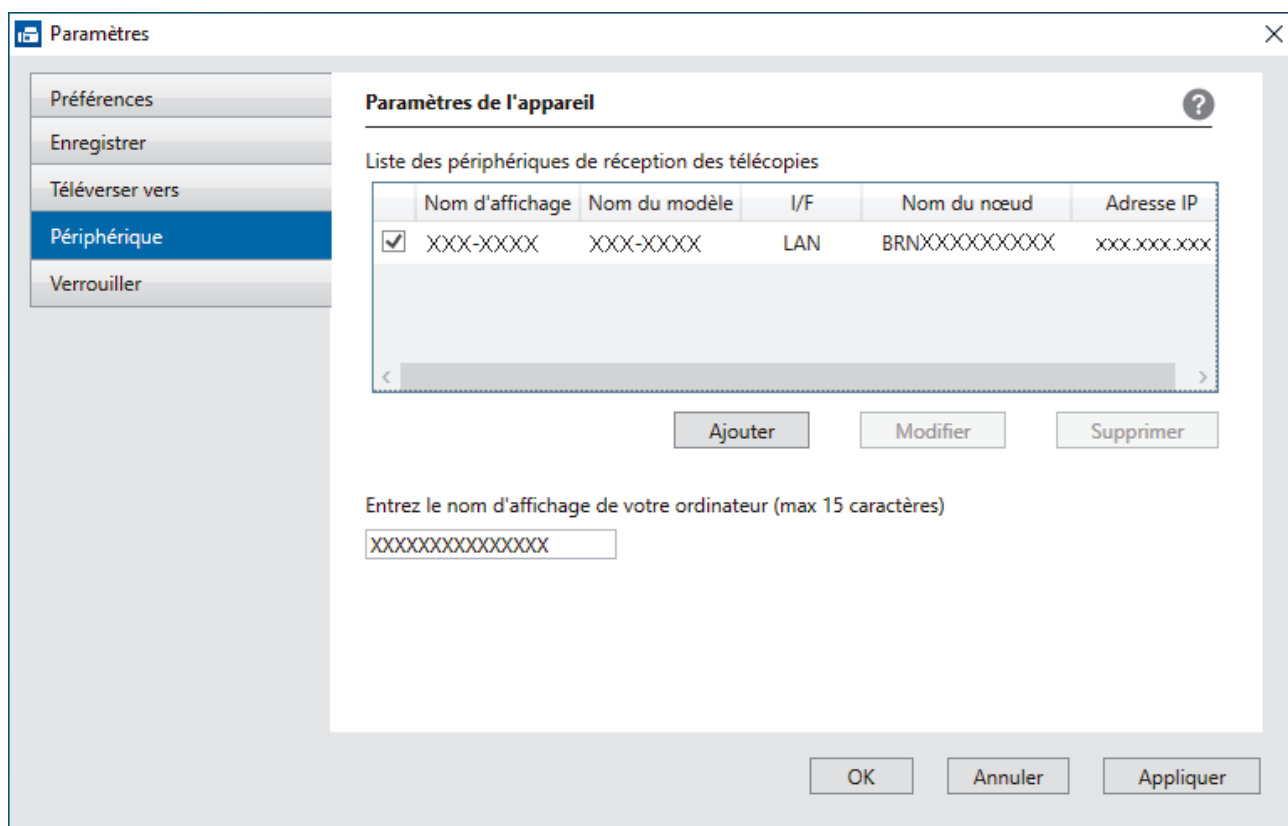 Paramètres
Préférences
Enregistrer
Téléverser vers
Périphérique
Verrouiller
Paramètres de l'appareil
?
Liste des périphériques de réception des télécopies
Nom d'affichage Nom du modèle I/F Nom du nœud Adresse IP
XXX-XXXX XXX-XXXX LAN BRNXXXXXXXXX xxx.xxx.xxx
Ajouter Modifier Supprimer
Entrez le nom d'affichage de votre ordinateur (max 15 caractères)
XXXXXXXXXXXXXXX
OK Annuler Appliquer